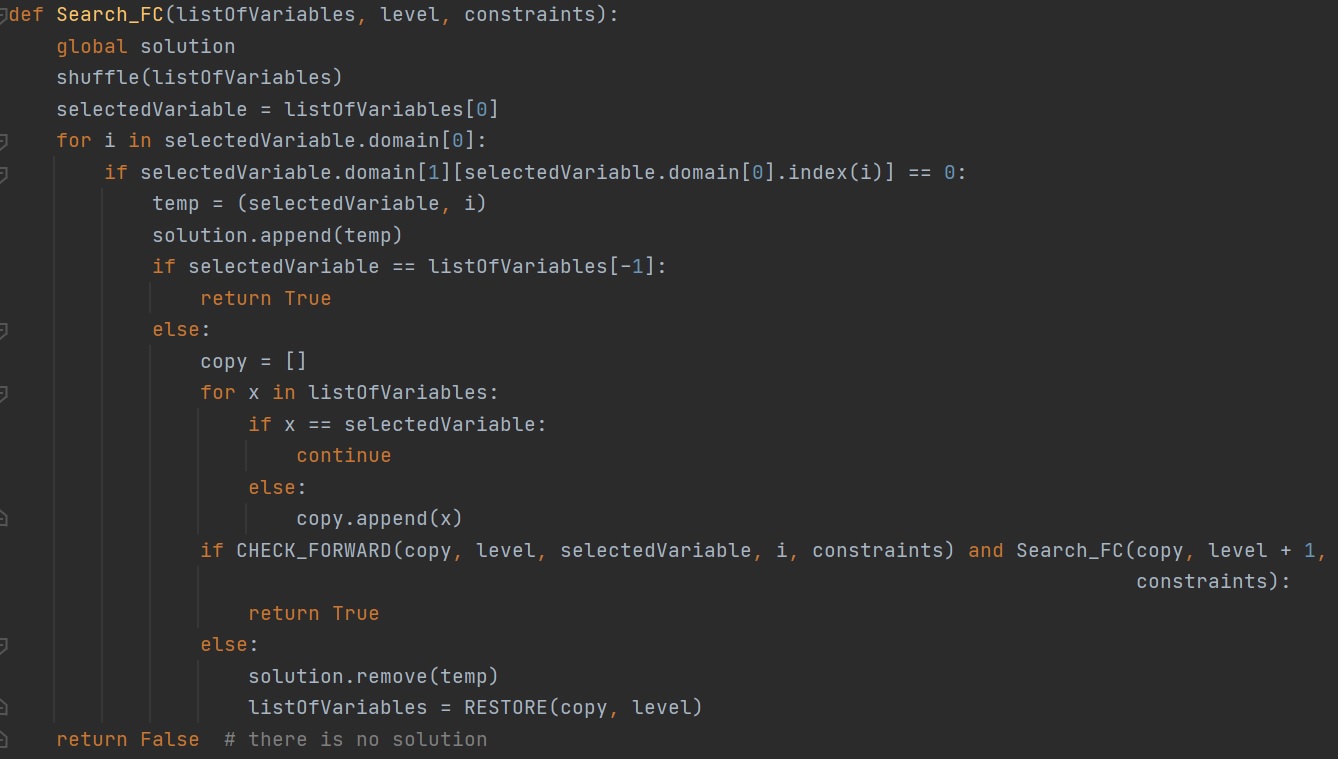 def Search_FC(listOfVariables, level, constraints):
    global solution
    shuffle(listOfVariables)
    selectedVariable = listOfVariables[0]
    for i in selectedVariable.domain[0]:
        if selectedVariable.domain[1][selectedVariable.domain[0].index(i)] == 0:
            temp = (selectedVariable, i)
            solution.append(temp)
            if selectedVariable == listOfVariables[-1]:
                return True
            else:
                copy = []
                for x in listOfVariables:
                    if x == selectedVariable:
                        continue
                    else:
                        copy.append(x)
                if CHECK_FORWARD(copy, level, selectedVariable, i, constraints) and Search_FC(copy, level + 1,
                                                                                              constraints):
                    return True
                else:
                    solution.remove(temp)
                    listOfVariables = RESTORE(copy, level)
    return False  # there is no solution